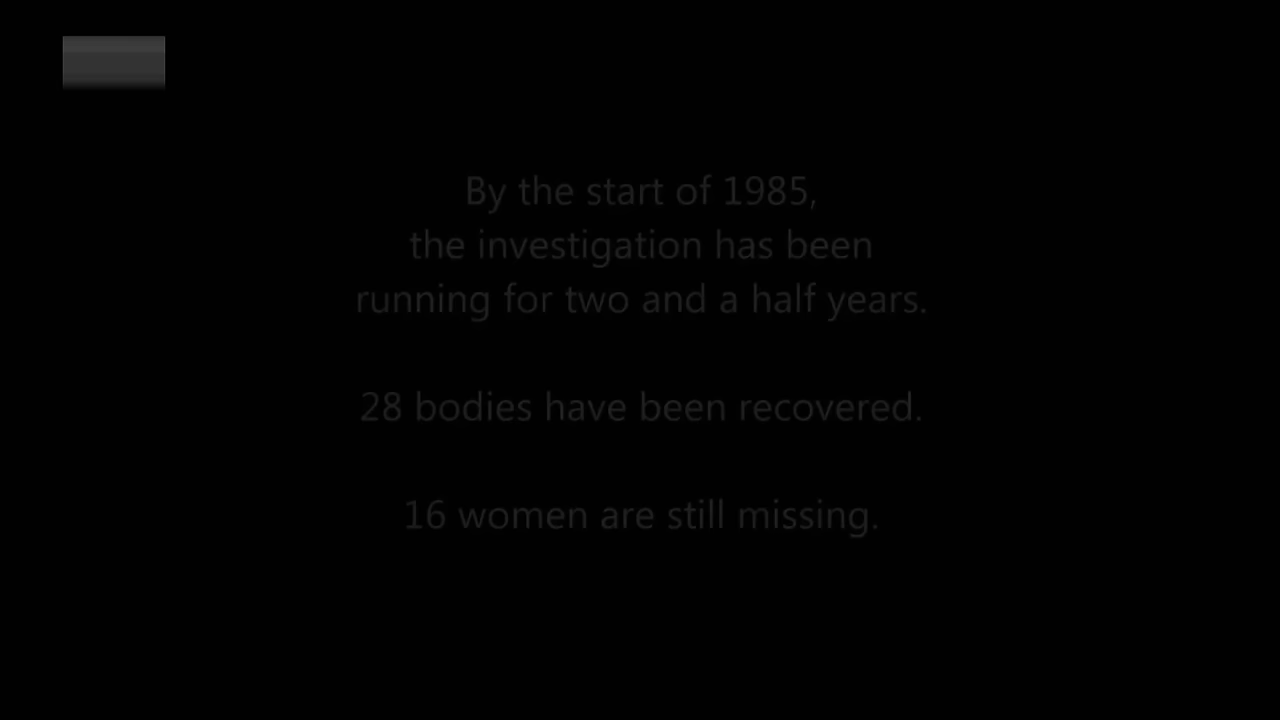 By the start of 1985,
the investigation has been
running for two and a half years.
28 bodies have been recovered.
16 women are still missing.